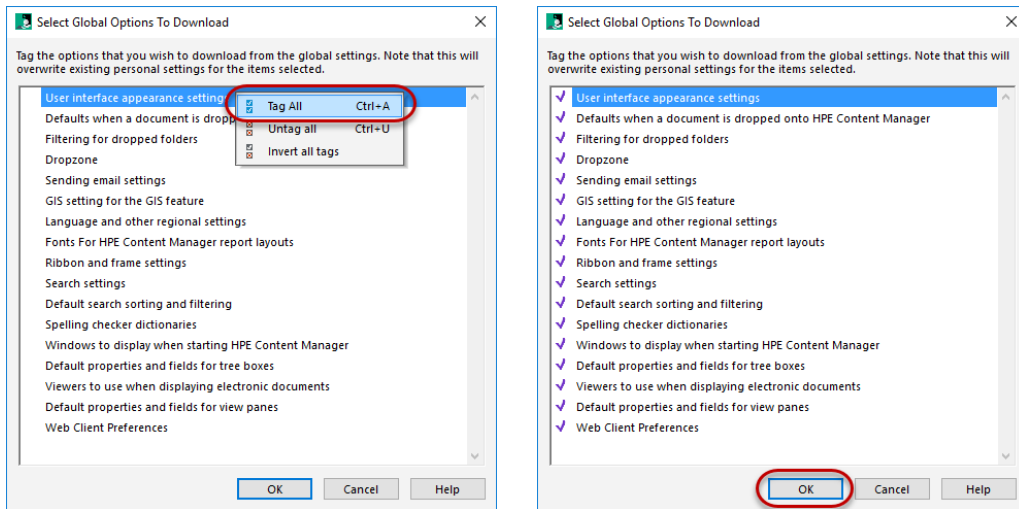 Select Global Options To Download
Tag the options that you wish to download from the global settings. Note that this will
overwrite existing personal settings for the items selected.
User interface appearance setting
Defaults when a document is dropp
Filtering for dropped folders
Dropzone
Sending email settings
GIS setting for the GIS feature
Language and other regional settings
Fonts For HPE Content Manager report layouts
Ribbon and frame settings
Search settings
Default search sorting and filtering
Spelling checker dictionaries
Windows to display when starting HPE Content Manager
Default properties and fields for tree boxes
Viewers to use when displaying electronic documents
Default properties and fields for view panes
Web Client Preferences
Tag All Ctrl+A
Untag all Ctrl+U
Invert all tags
OK Cancel Help
Select Global Options To Download
Tag the options that you wish to download from the global settings. Note that this will
overwrite existing personal settings for the items selected.
User interface appearance settings
Defaults when a document is dropped onto HPE Content Manager
Filtering for dropped folders
Dropzone
Sending email settings
GIS setting for the GIS feature
Language and other regional settings
Fonts For HPE Content Manager report layouts
Ribbon and frame settings
Search settings
Default search sorting and filtering
Spelling checker dictionaries
Windows to display when starting HPE Content Manager
Default properties and fields for tree boxes
Viewers to use when displaying electronic documents
Default properties and fields for view panes
Web Client Preferences
OK Cancel Help